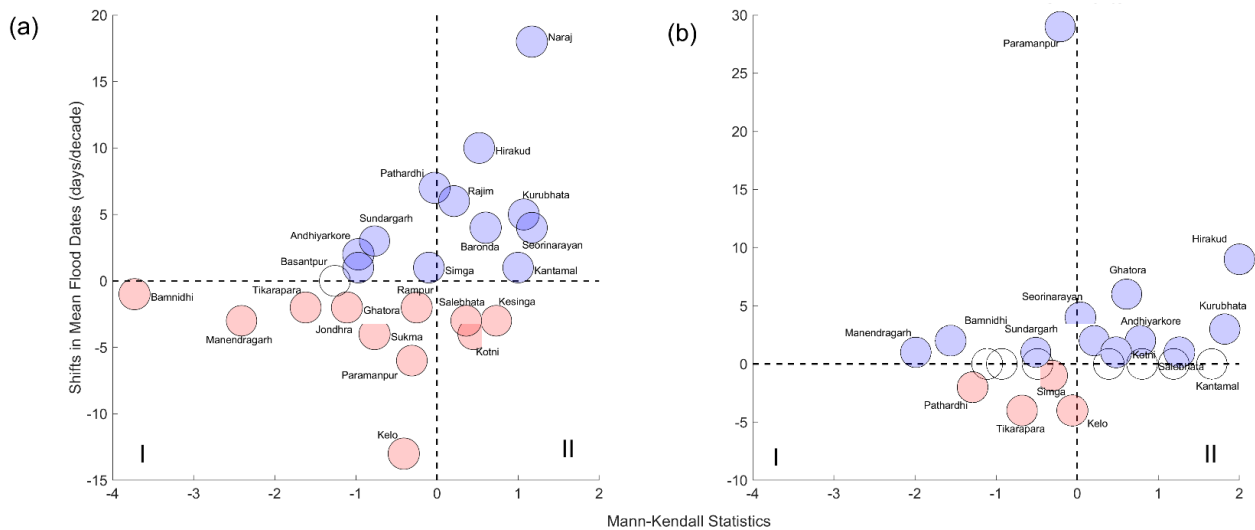 (a)
20
15
10
5
0
-5
-10
-15
Shifts in Mean Flood Dates (days/decade)
Naraj
Hirakud
Pathardhi
Rajim
Kurubhata
Sundargarh
Andhiyarkore
Baronda
Seorinarayan
Basantpur
Simga
Kantamal
Bamnidhi
Tikarapara
Rampur
Salebhata
Kesinga
Ghatora
Manendragarh
Jondhra
Sukma
Kotni
Paramanpur
Kelo
I
II
-4
-3
-2
-1
0
1
2
(b)
30
25
20
15
10
5
0
-5
-10
Paramanpur
Hirakud
Ghatora
Seorinarayan
Kurubhata
Bamnidhi
Manendragarh
Sundargarh
Andhiyarkore
Kotni
Salebhata
Kantamal
Simga
Pathardhi
Tikarapara
Kelo
I
II
-4
-3
-2
-1
0
1
2
Mann-Kendall Statistics